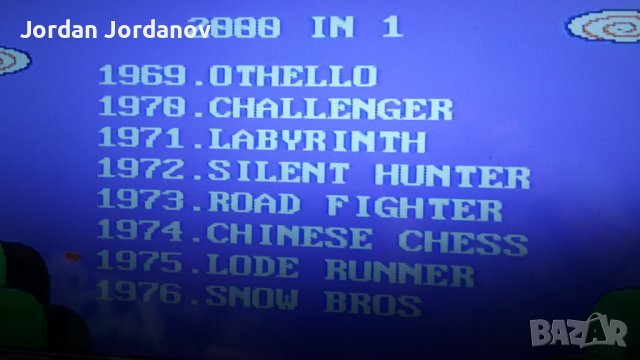 Jordan Jordanov
2000 IN 1
1969.OTHELLO
1970.CHALLENGER
1971.LABYRINTH
1972.SILENT HUNTER
1973.ROAD FIGHTER
1974.CHINESE CHESS
1975.LODE RUNNER
1976.SNOW BROS
BAZAR